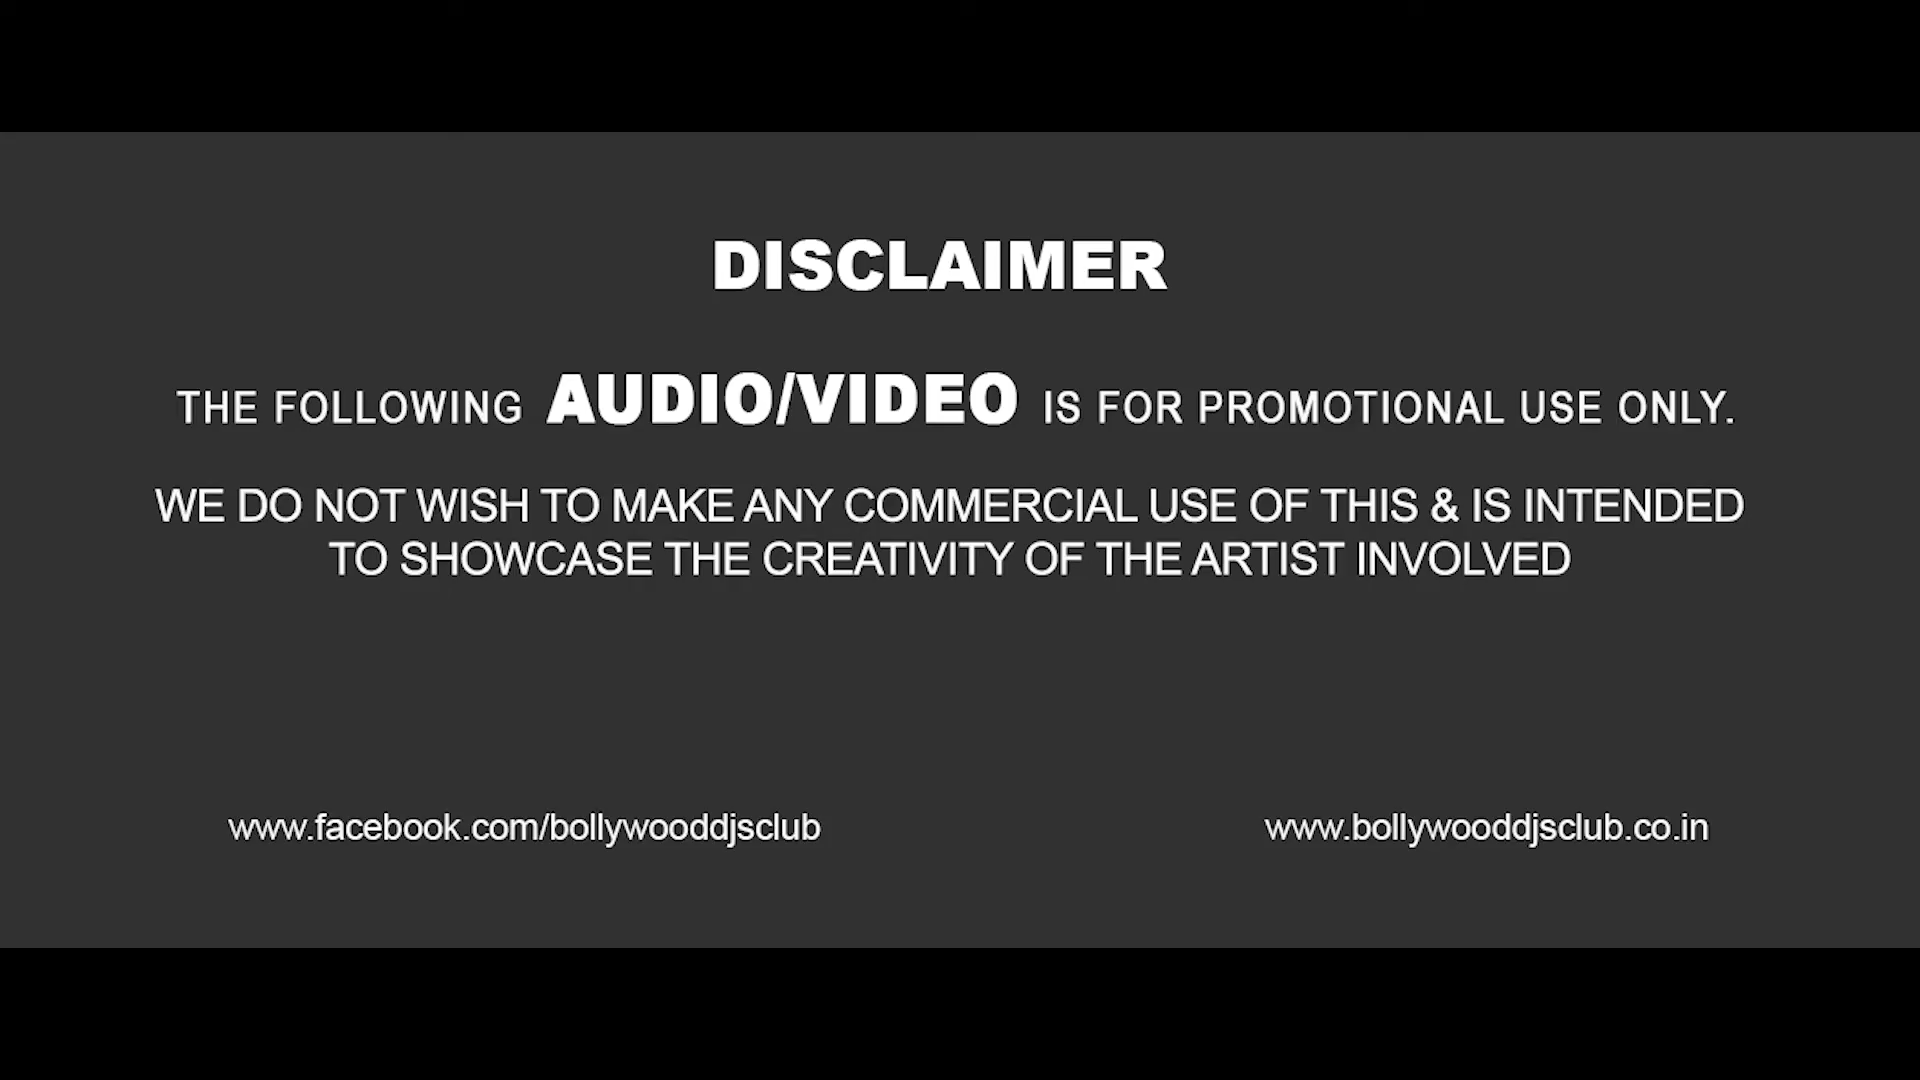 DISCLAIMER
THE FOLLOWING AUDIO/VIDEO IS FOR PROMOTIONAL USE ONLY.
WE DO NOT WISH TO MAKE ANY COMMERCIAL USE OF THIS & IS INTENDED
TO SHOWCASE THE CREATIVITY OF THE ARTIST INVOLVED
www.facebook.com/bollywooddjsclub
www.bollywooddjsclub.co.in